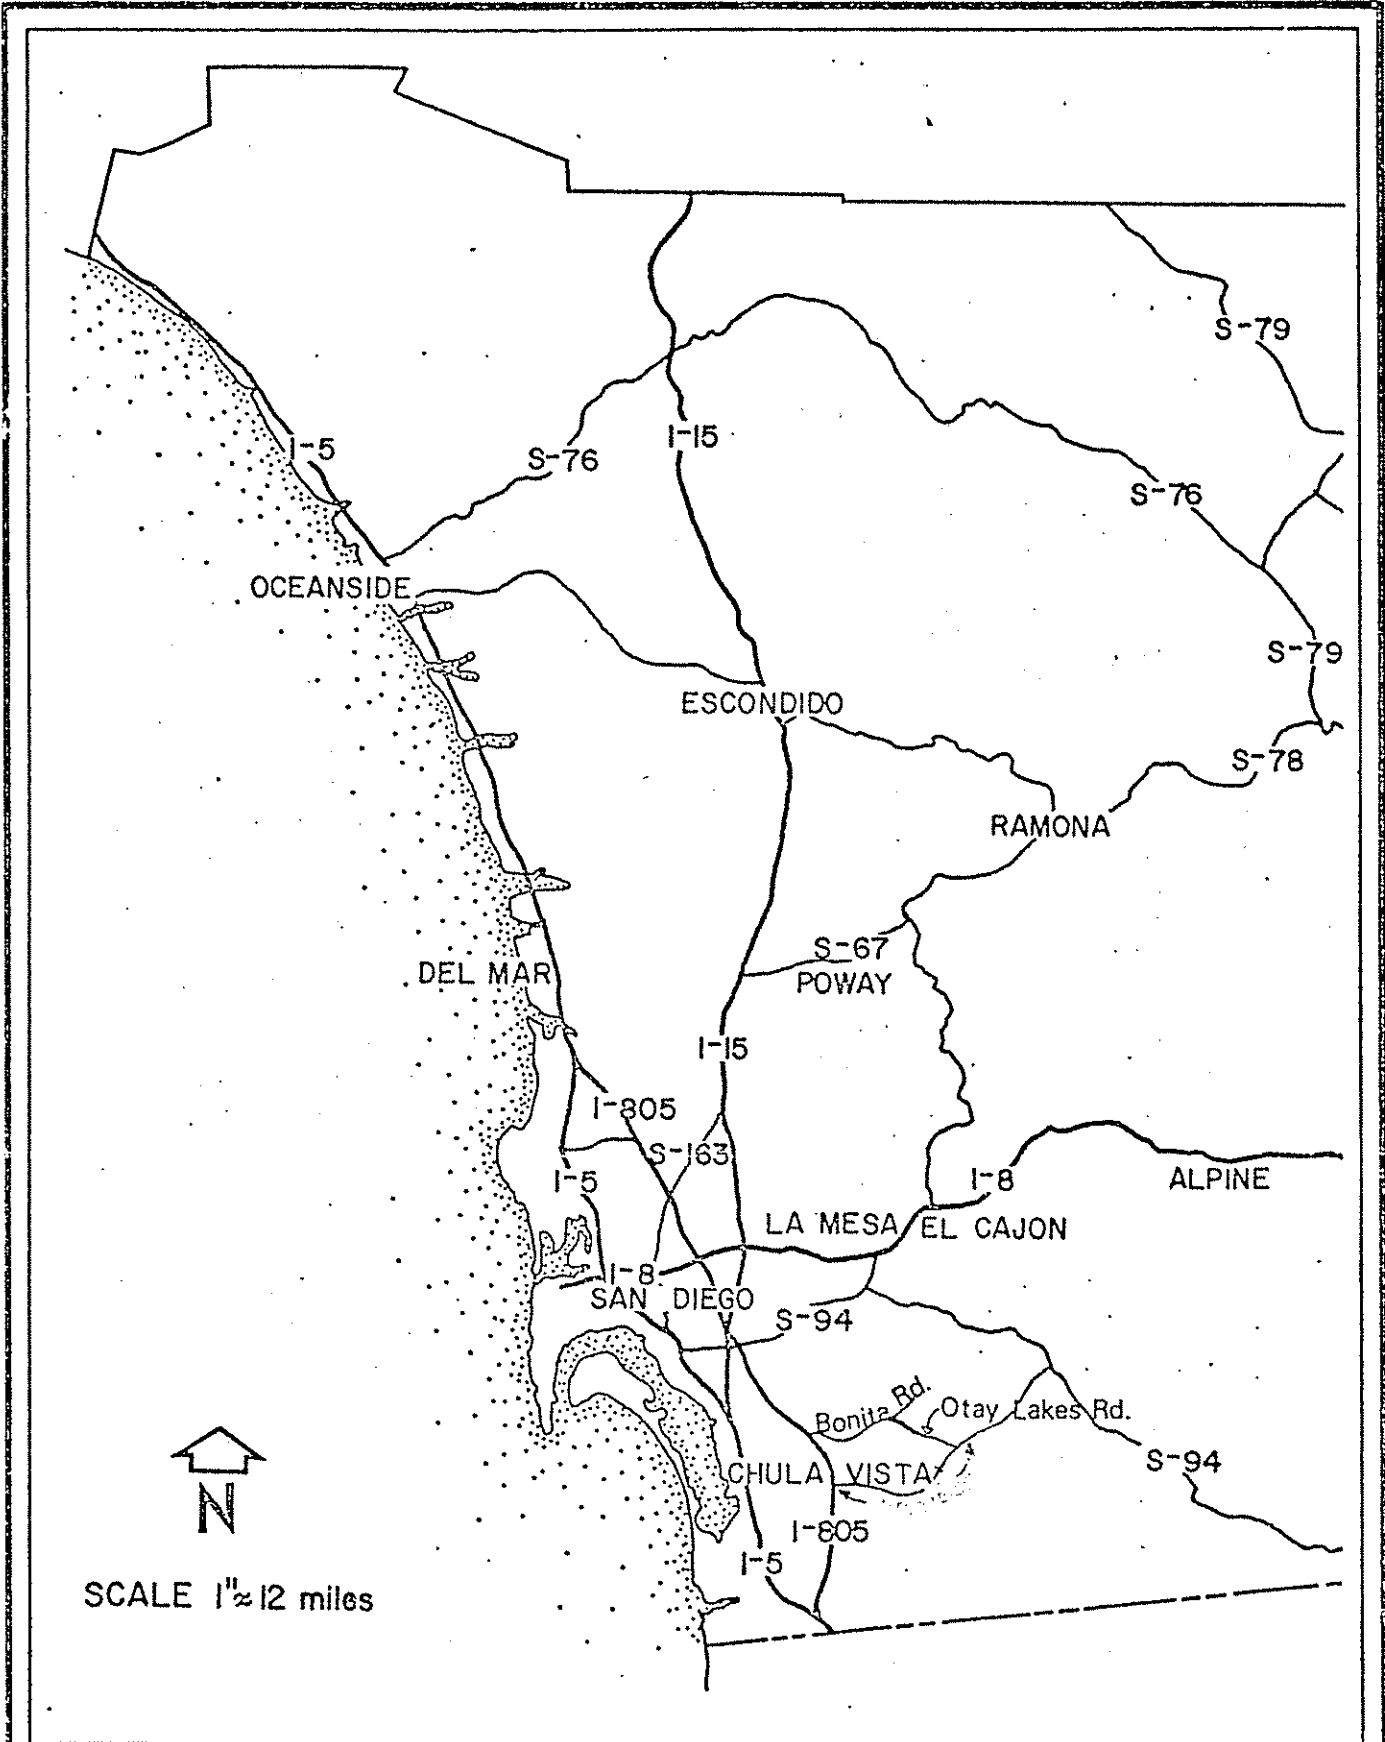 S-79
I-5
I-15
S-76
S-76
OCEANSIDE
S-79
ESCONDIDO
S-78
RAMONA
S-67
DEL MAR
POWAY
I-15
I-805
S-163
I-5
I-8
ALPINE
LA MESA
EL CAJON
I-8
SAN DIEGO
S-94
Bonita Rd.
Otay Lakes Rd.
S-94
CHULA VISTA
N
I-805
I-5
SCALE 1"≈12 miles